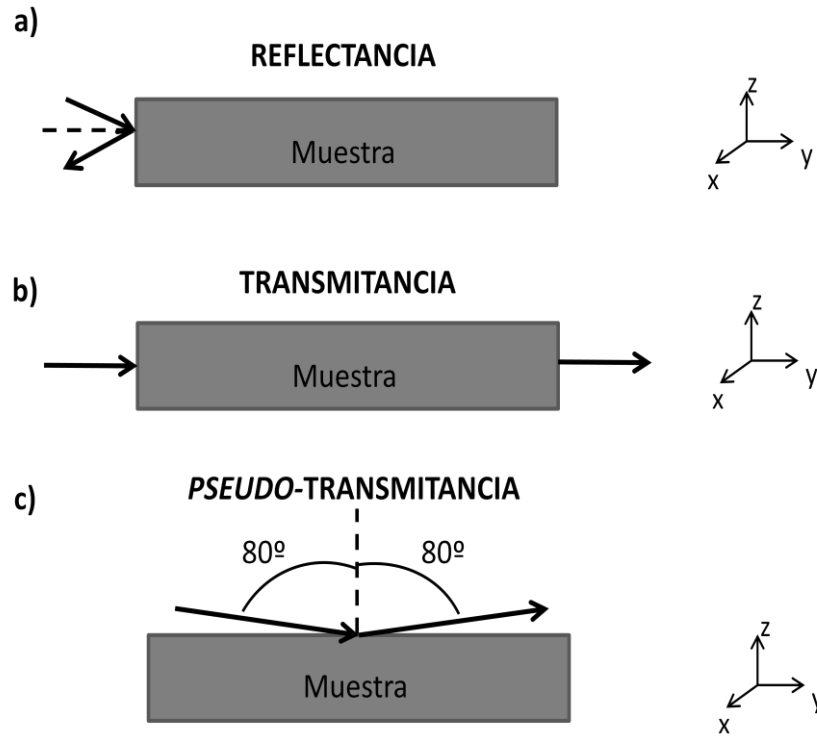 a)
REFLECTANCIA
Muestra
z
y
x
b)
TRANSMITANCIA
Muestra
z
y
x
c)
PSEUDO-TRANSMITANCIA
80º 80º
Muestra
z
y
x